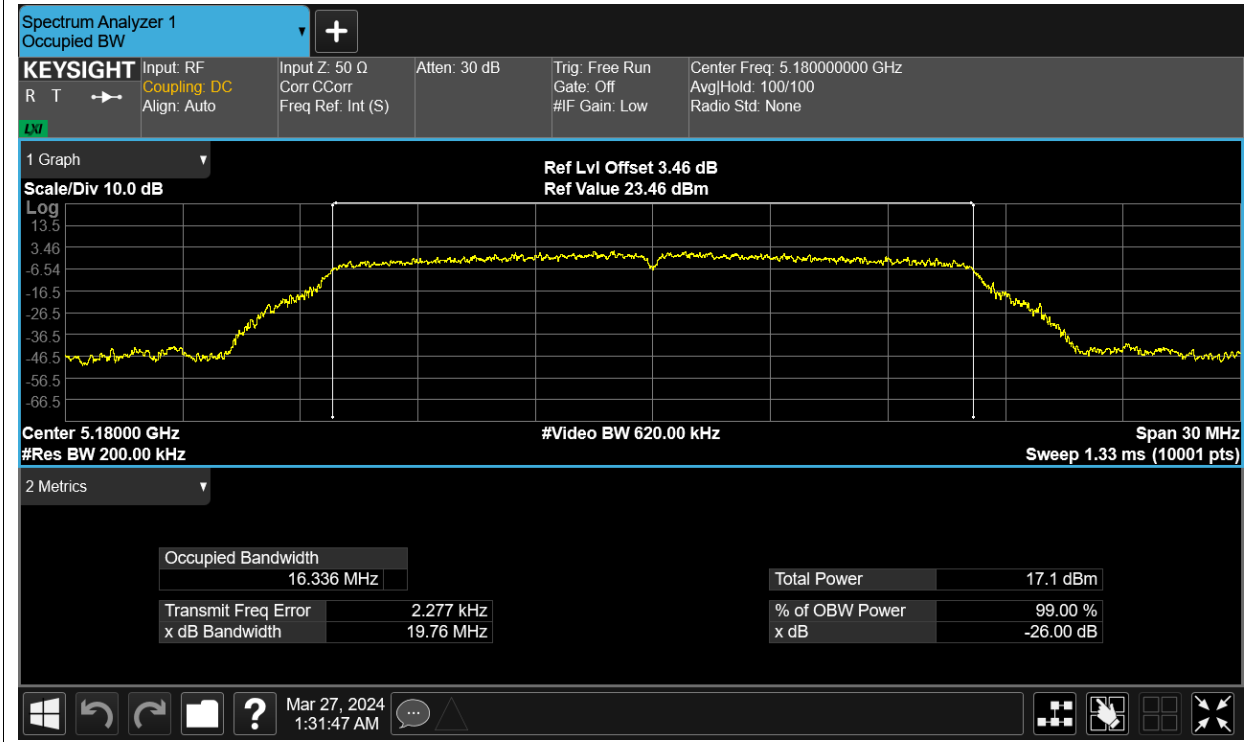 Spectrum Analyzer 1
Occupied BW
KEYSIGHT
R T
LXI
Input: RF
Coupling: DC
Align: Auto
Input Z: 50 Ω
Corr CCorr
Freq Ref: Int (S)
Atten: 30 dB
Trig: Free Run
Gate: Off
#IF Gain: Low
Center Freq: 5.180000000 GHz
Avg|Hold: 100/100
Radio Std: None
1 Graph
Scale/Div 10.0 dB
Ref Lvl Offset 3.46 dB
Ref Value 23.46 dBm
Log
13.5
3.46
-6.54
-16.5
-26.5
-36.5
-46.5
-56.5
-66.5
Center 5.18000 GHz
#Video BW 620.00 kHz
Span 30 MHz
#Res BW 200.00 kHz
Sweep 1.33 ms (10001 pts)
2 Metrics
Occupied Bandwidth
16.336 MHz
Total Power 17.1 dBm
Transmit Freq Error 2.277 kHz
% of OBW Power 99.00 %
x dB Bandwidth 19.76 MHz
x dB -26.00 dB
?
Mar 27, 2024
1:31:47 AM